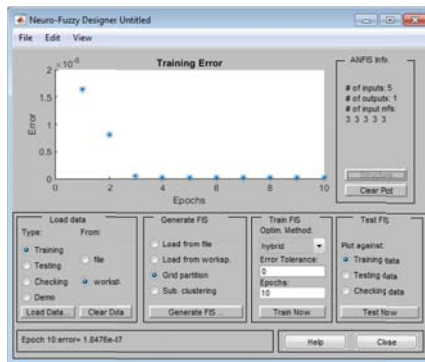 Neuro-Fuzzy Designer Untitled
File Edit View
×10
Training Error
2
1.5
1
0.5
0
Error
0 2 4 6 8 10
Epochs
ANFIS Info.
# of inputs: 5
# of outputs: 1
# of input mfs:
3 3 3 3 3
Structure
Clear Plot
Load data
Type: From:
Training
Testing
Checking
Demo
file
worksp.
Load Data... Clear Data
Generate FIS
Load from file
Load from worksp.
Grid partition
Sub. clustering
Generate FIS ...
Train FIS
Optim. Method:
hybrid
Error Tolerance:
0
Epochs:
10
Train Now
Test FIS
Plot against:
Training data
Testing data
Checking data
Test Now
Epoch 10:error= 1.8476e-17
Help
Close